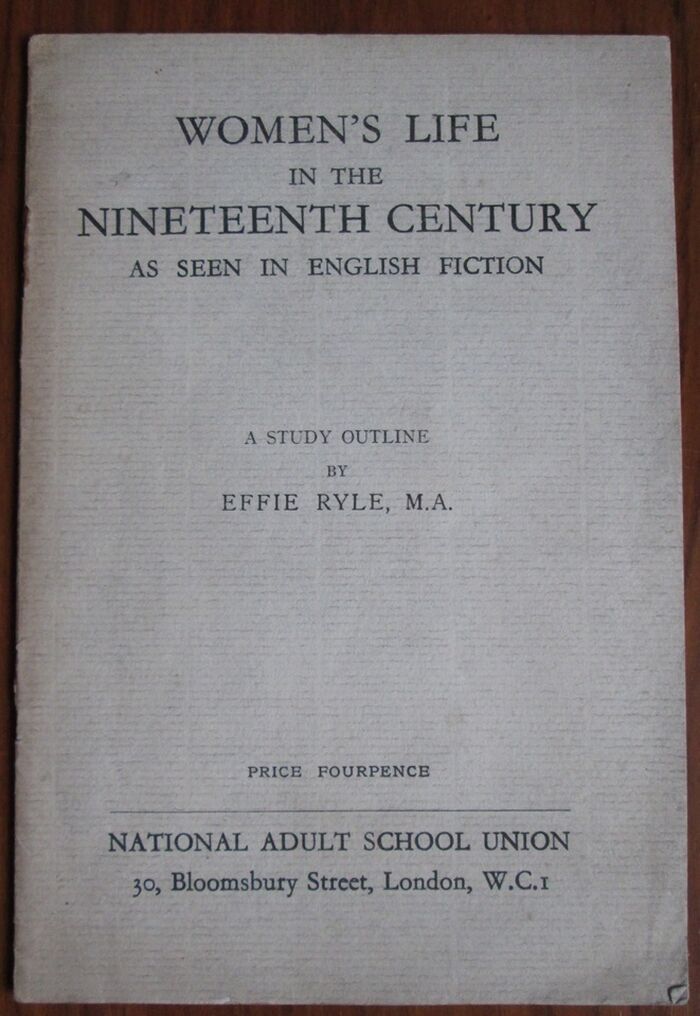 WOMEN'S LIFE
IN THE
NINETEENTH CENTURY
AS SEEN IN ENGLISH FICTION
A STUDY OUTLINE
BY
EFFIE RYLE, M.A.
PRICE FOURPENCE
NATIONAL ADULT SCHOOL UNION
30, Bloomsbury Street, London, W.C.1